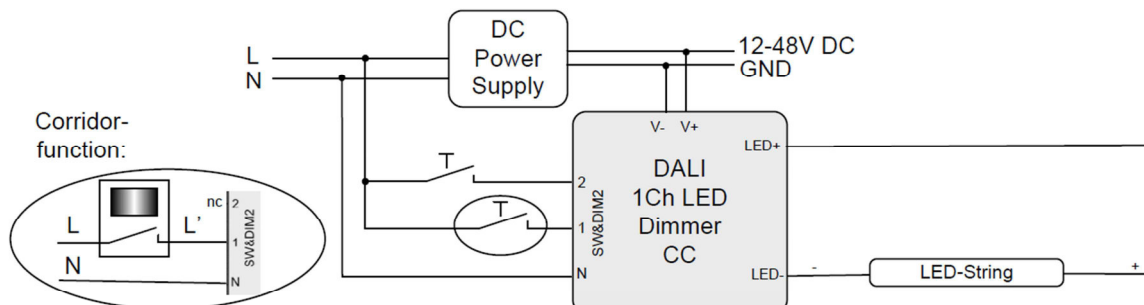 DC
Power
Supply
L
N
12-48V DC
GND
Corridor-
function:
V- V+
LED+
DALI
1Ch LED
Dimmer
CC
T
2
T
1
SW&DIM2
N
LED-
-
LED-String
+
nc
2
L
L'
1
SW&DIM2
N
N